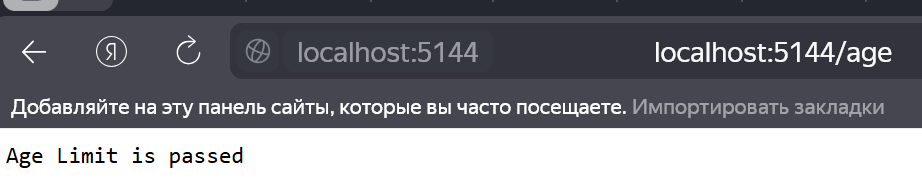 Я localhost:5144 localhost:5144/age
Добавляйте на эту панель сайты, которые вы часто посещаете. Импортировать закладки
Age Limit is passed